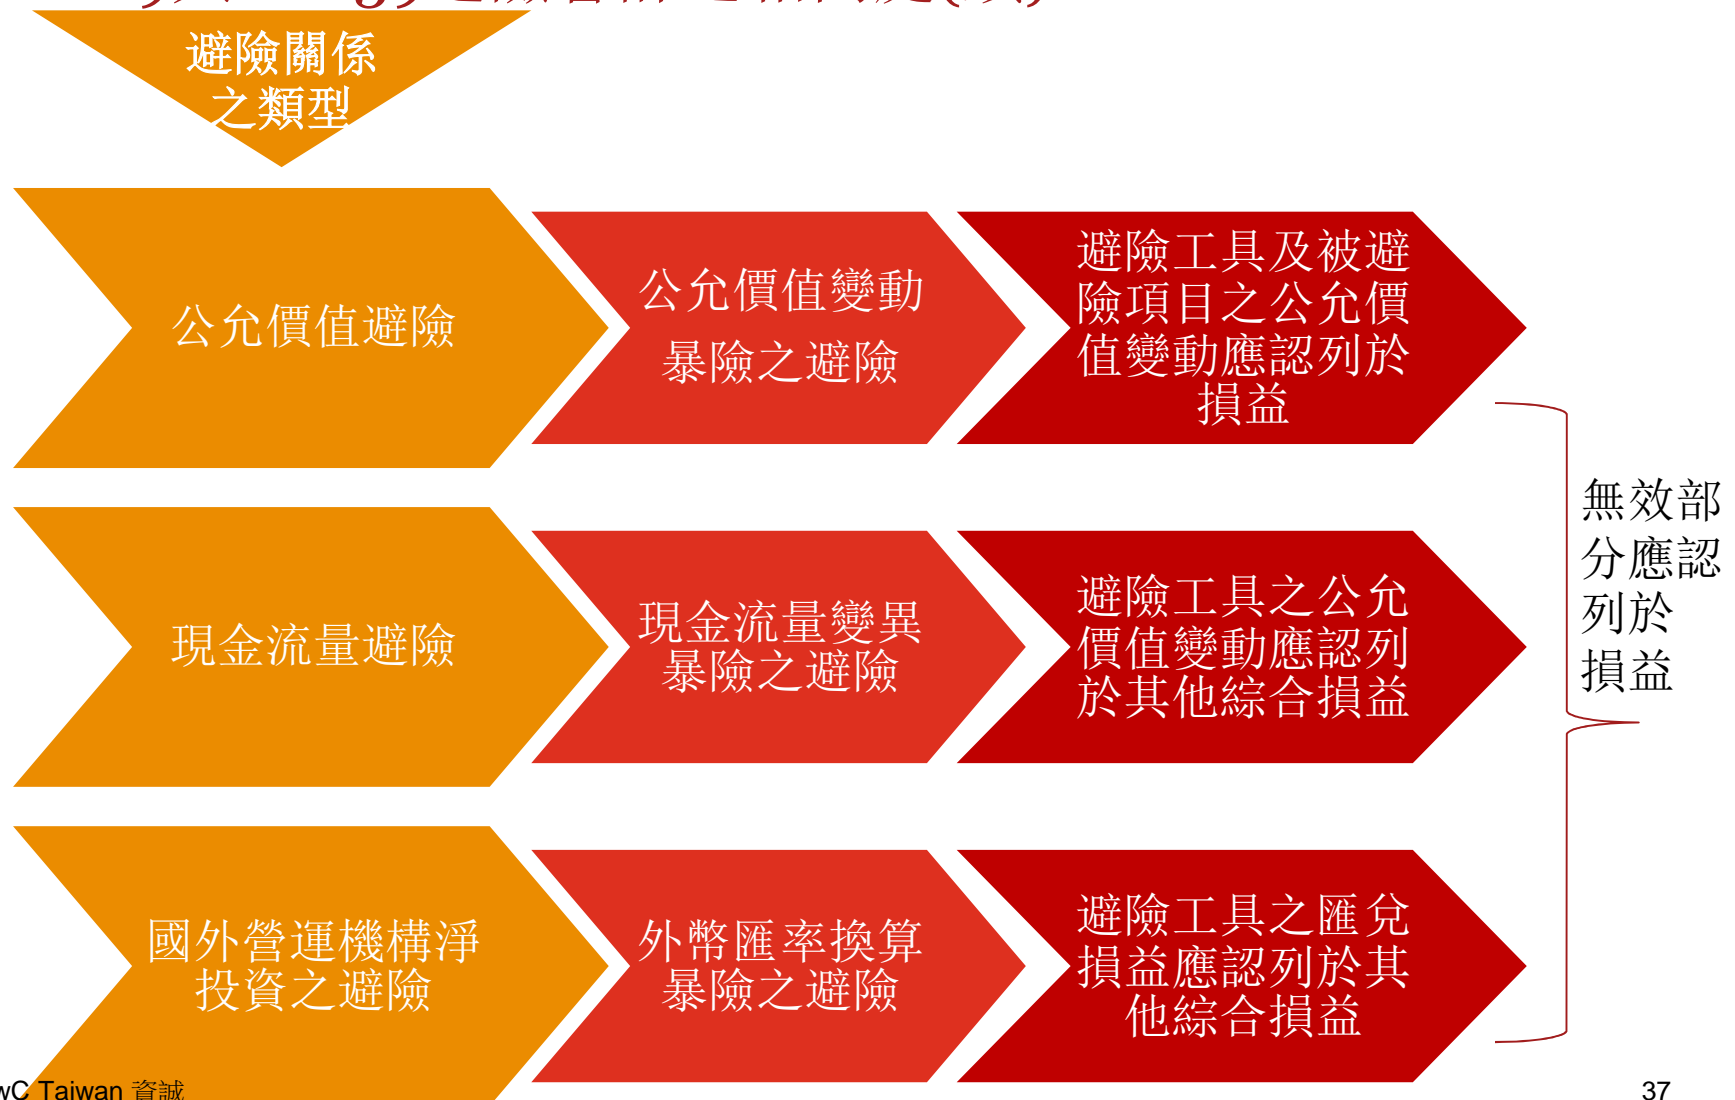 避險關係
之類型
公允價值避險
公允價值變動
暴險之避險
避險工具及被避
險項目之公允價
值變動應認列於
損益
現金流量避險
現金流量變異
暴險之避險
避險工具之公允
價值變動應認列
於其他綜合損益
國外營運機構淨
投資之避險
外幣匯率換算
暴險之避險
避險工具之匯兌
損益應認列於其
他綜合損益
無效部
分應認
列於
損益
wC Taiwan 資誠
37